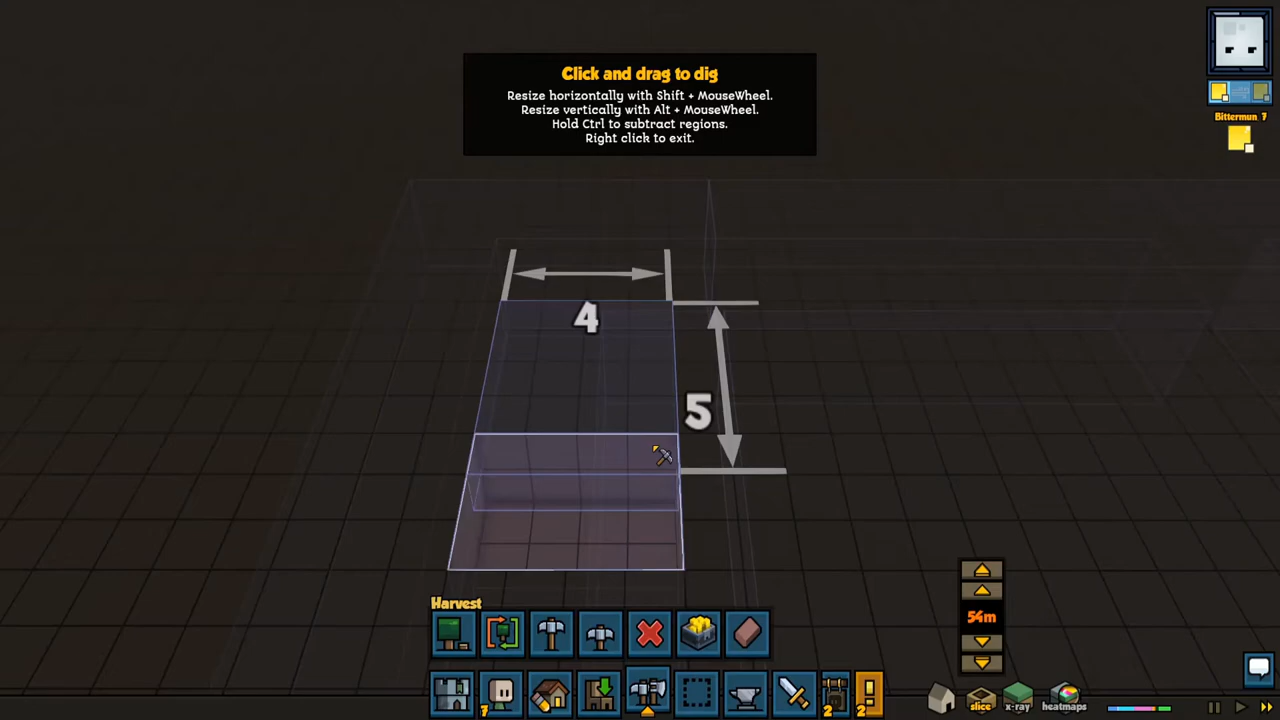 Click and drag to dig
Resize horizontally with Shift + MouseWheel.
Resize vertically with Alt + MouseWheel.
Hold Ctrl to subtract regions.
Right click to exit.
Bittermun 7
4
5
Harvest
54m
7
2
2
slice
x-ray
heatmaps